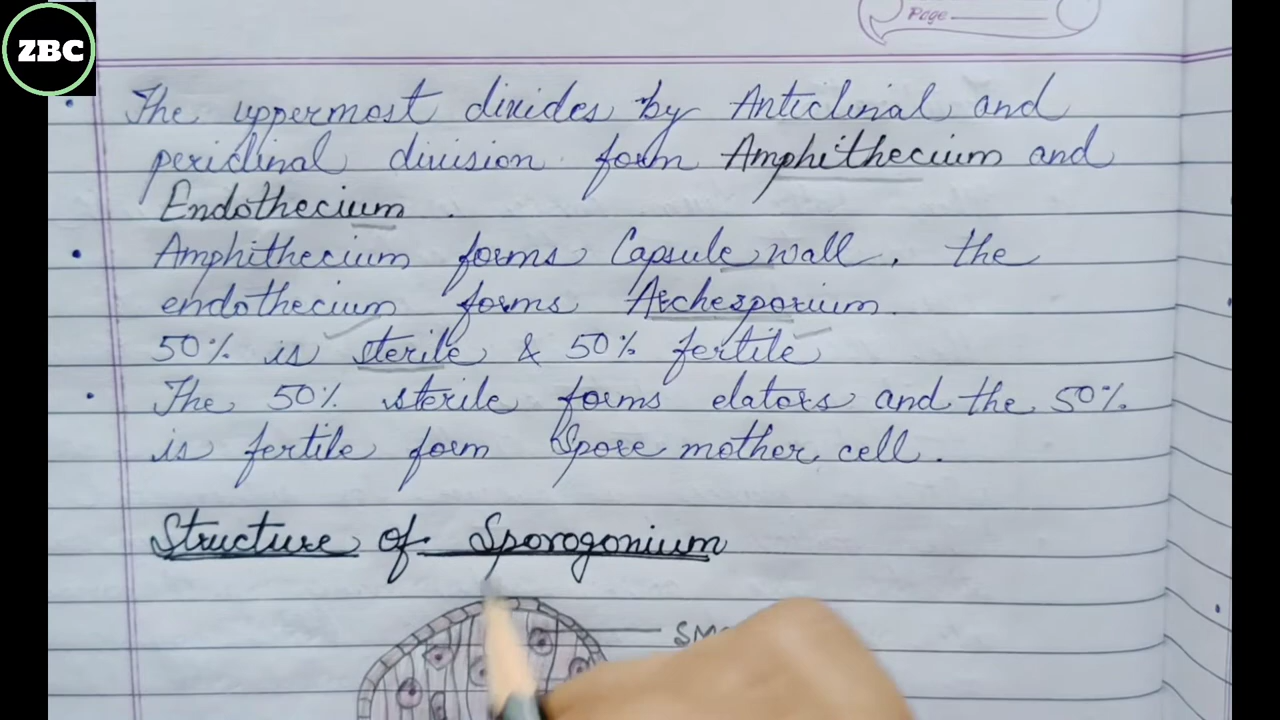 ZBC
Page
The uppermost divides by Anticlinal and
periclinal division form Amphithecium and
Endothecium.
Amphithecium forms Capsule wall, the
endothecium forms Archesporium.
50% is sterile & 50% fertile
The 50% sterile forms elators and the 50%
is fertile form Spore mother cell.
Structure of Sporogonium